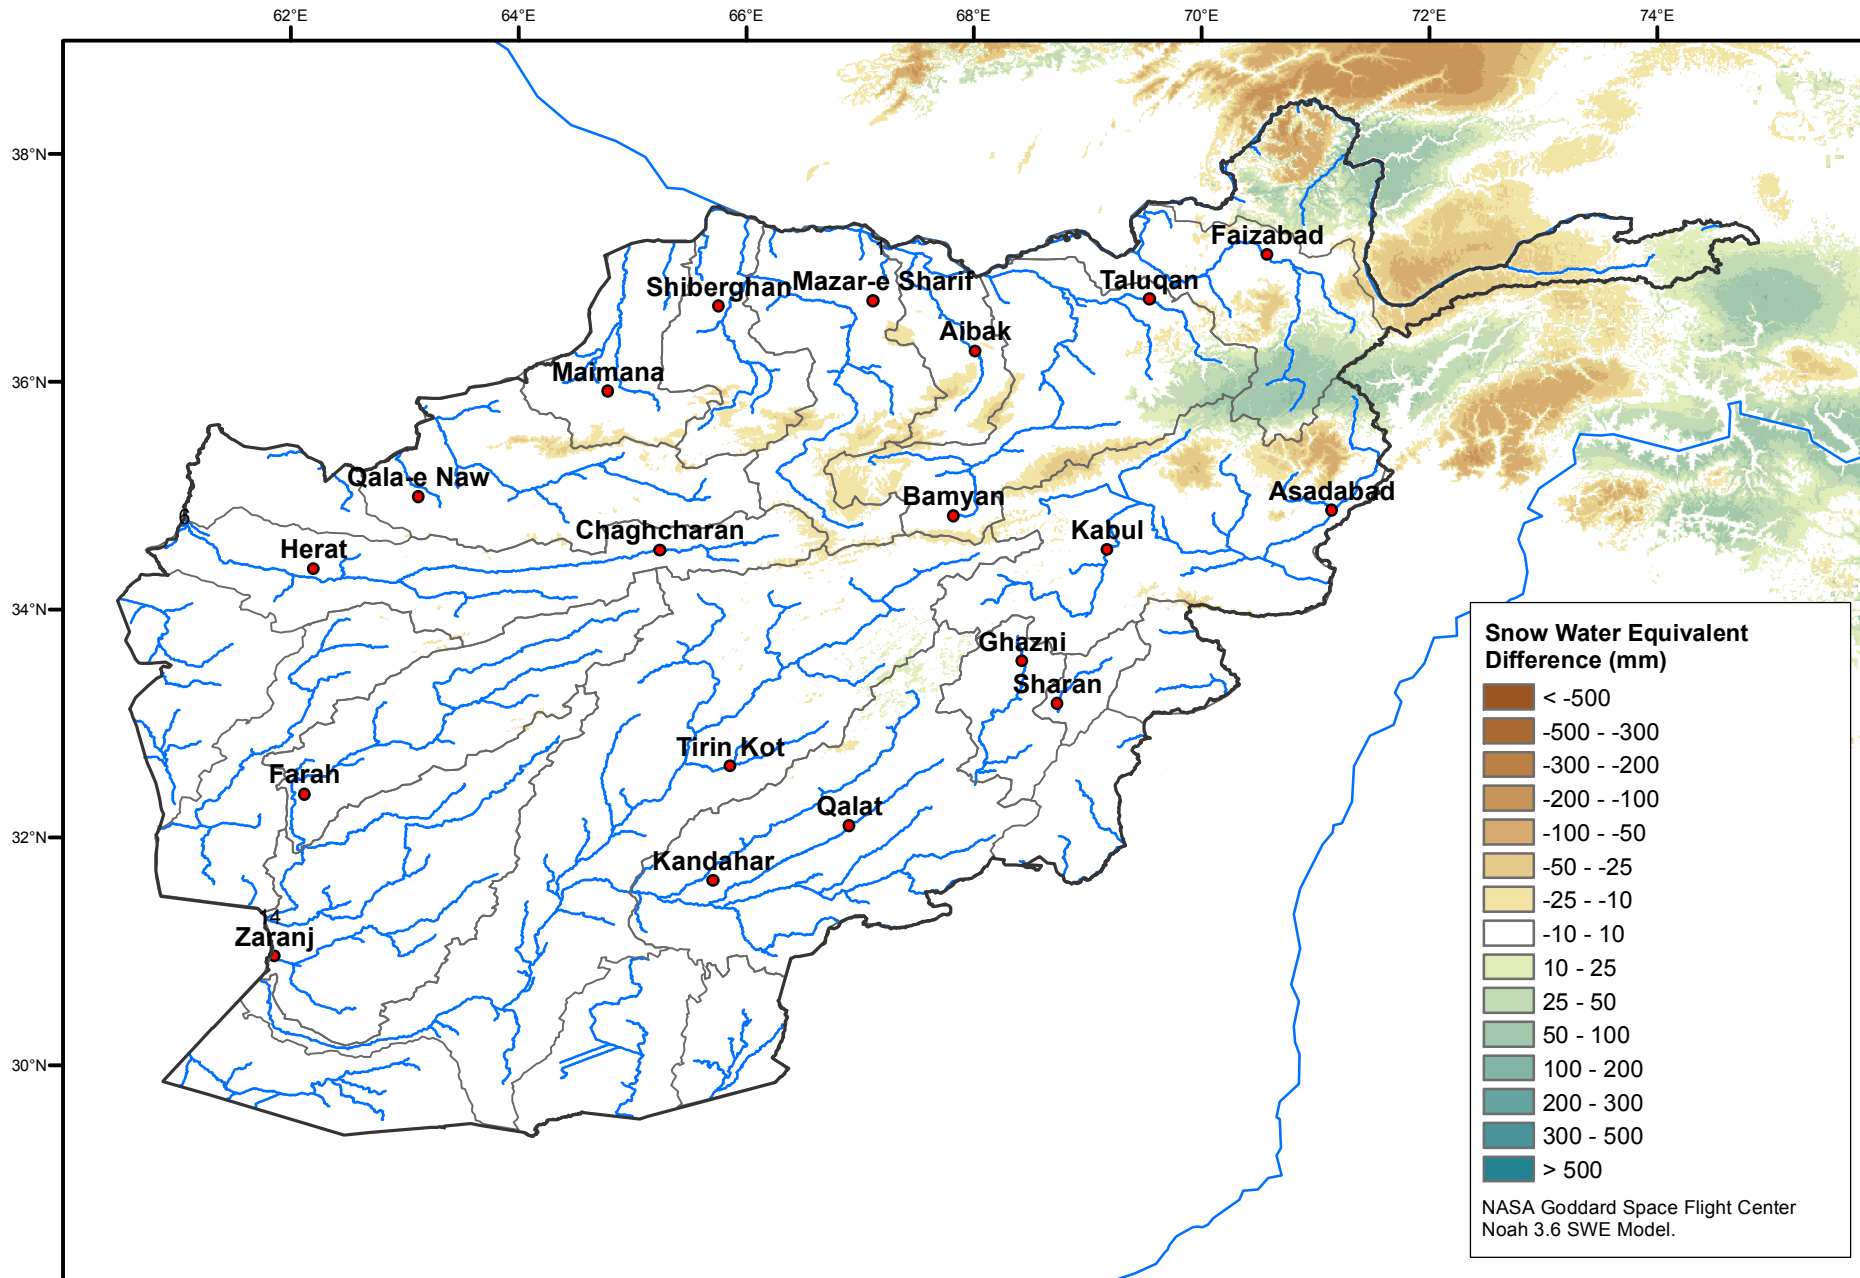 62°E 64°E 66°E 68°E 70°E 72°E 74°E
38°N
Faizabad
1
Shiberghan Mazar-e Sharif Taluqan
Aibak
36°N
Maimana
Qala-e Naw
Bamyan
Asadabad
6
Chaghcharan
Kabul
Herat
34°N
Ghazni
Sharan
Tirin Kot
Farah
Qalat
32°N
Kandahar
14
Zaranj
30°N
Snow Water Equivalent
Difference (mm)
< -500
-500 - -300
-300 - -200
-200 - -100
-100 - -50
-50 - -25
-25 - -10
-10 - 10
10 - 25
25 - 50
50 - 100
100 - 200
200 - 300
300 - 500
> 500
NASA Goddard Space Flight Center
Noah 3.6 SWE Model.